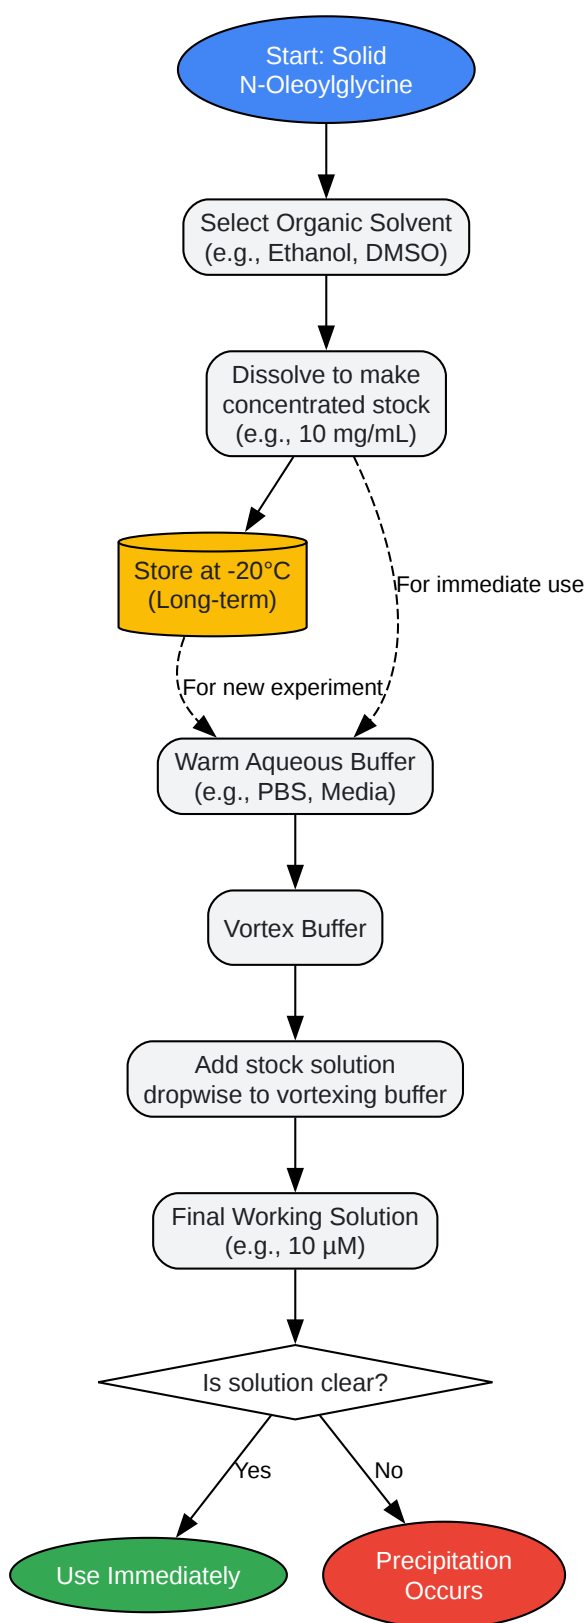 Start: Solid
N-Oleoylglycine
Select Organic Solvent
(e.g., Ethanol, DMSO)
Dissolve to make
concentrated stock
(e.g., 10 mg/mL)
Store at -20°C
(Long-term)
For immediate use
For new experiment
Warm Aqueous Buffer
(e.g., PBS, Media)
Vortex Buffer
Add stock solution
dropwise to vortexing buffer
Final Working Solution
(e.g., 10 µM)
Is solution clear?
Yes
No
Use Immediately
Precipitation
Occurs